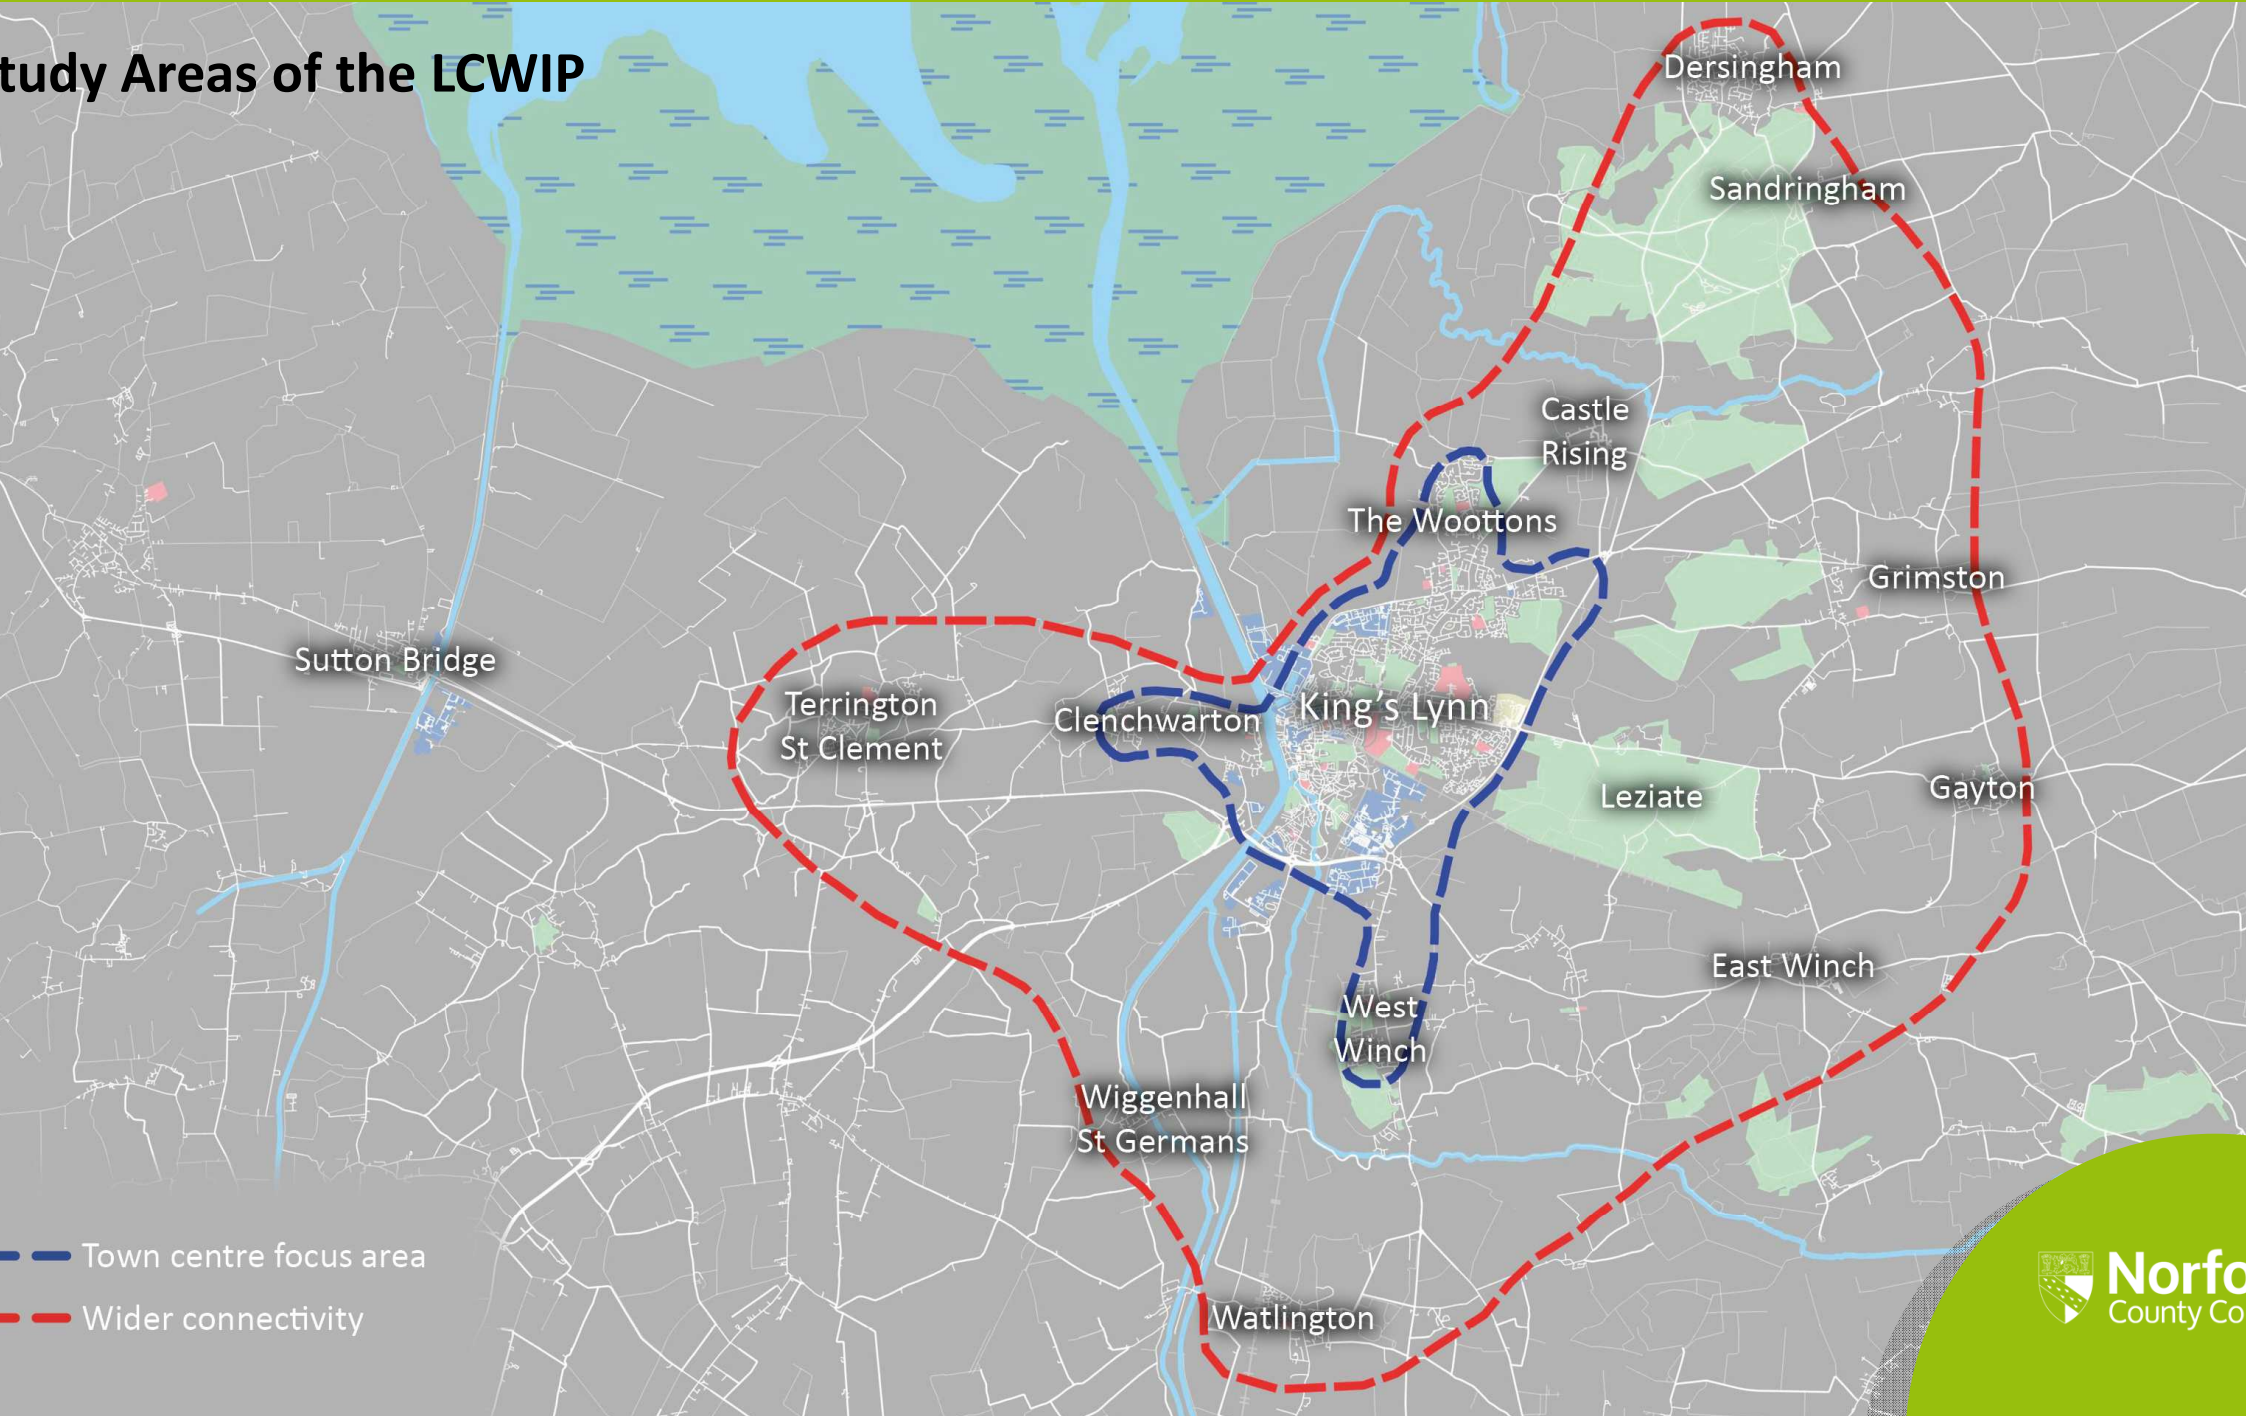 tudy Areas of the LCWIP
Dersingham
Sandringham
Castle
Rising
The Woottons
Grimston
Sutton Bridge
Terrington
St Clement
Clenchwarton
King's Lynn
Leziate
Gayton
East Winch
West
Winch
Wiggenhall
St Germans
Watlington
Town centre focus area
Wider connectivity
Norfo
County Co